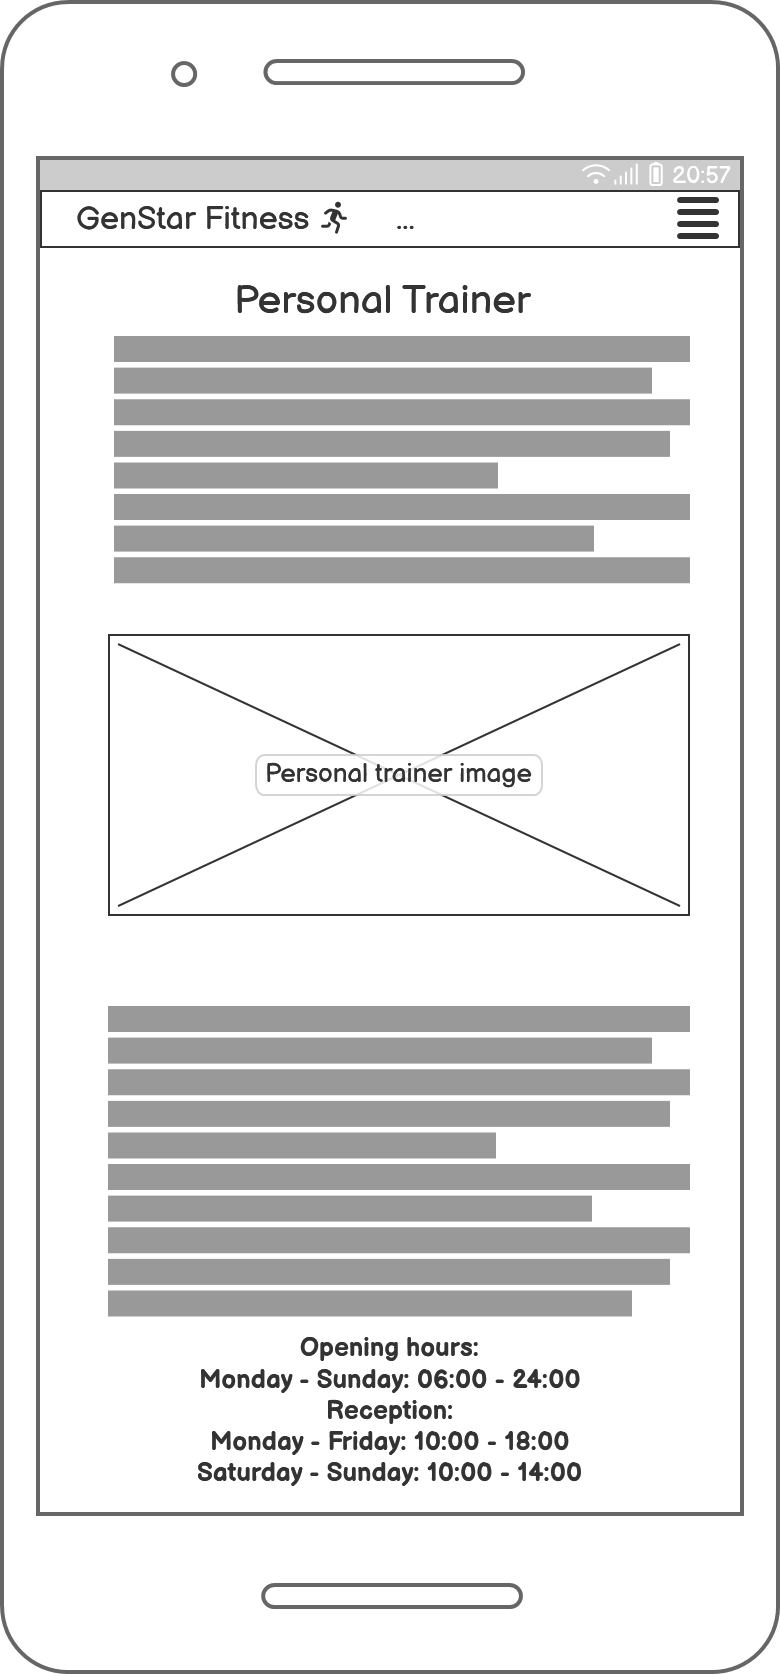 20:57
GenStar Fitness ...
Personal Trainer
Personal trainer image
Opening hours:
Monday - Sunday: 06:00 - 24:00
Reception:
Monday - Friday: 10:00 - 18:00
Saturday - Sunday: 10:00 - 14:00